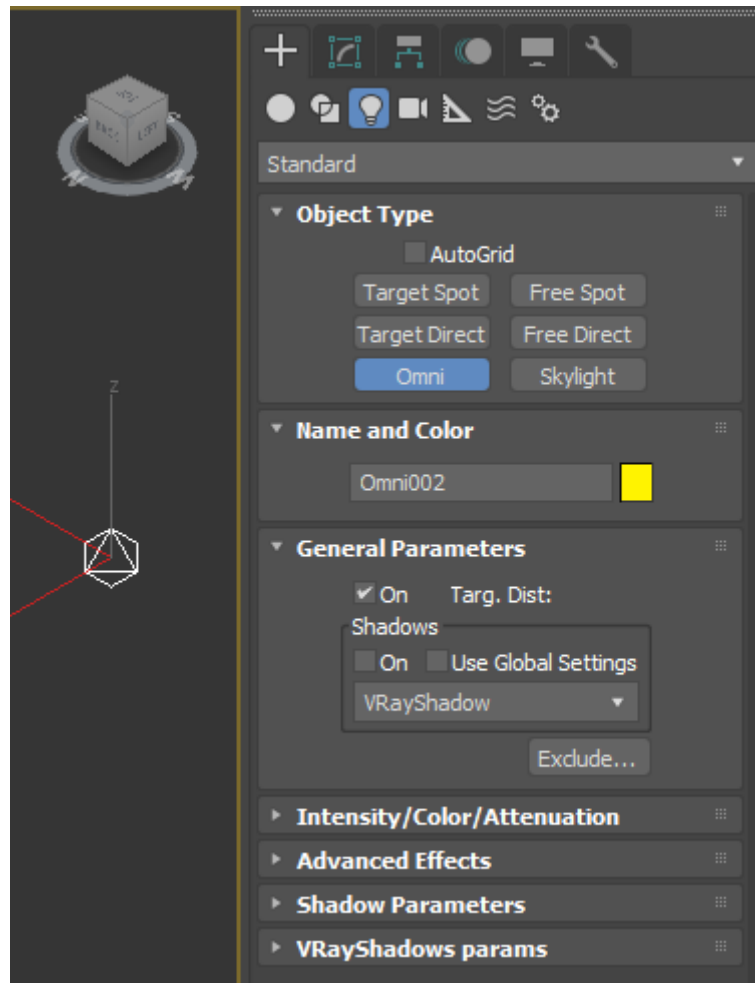 Standard
Object Type
AutoGrid
Target Spot Free Spot
Target Direct Free Direct
Omni Skylight
Name and Color
Omni002
z
General Parameters
On Targ. Dist:
Shadows
On Use Global Settings
VRayShadow
Exclude...
Intensity/Color/Attenuation
Advanced Effects
Shadow Parameters
VRayShadows params